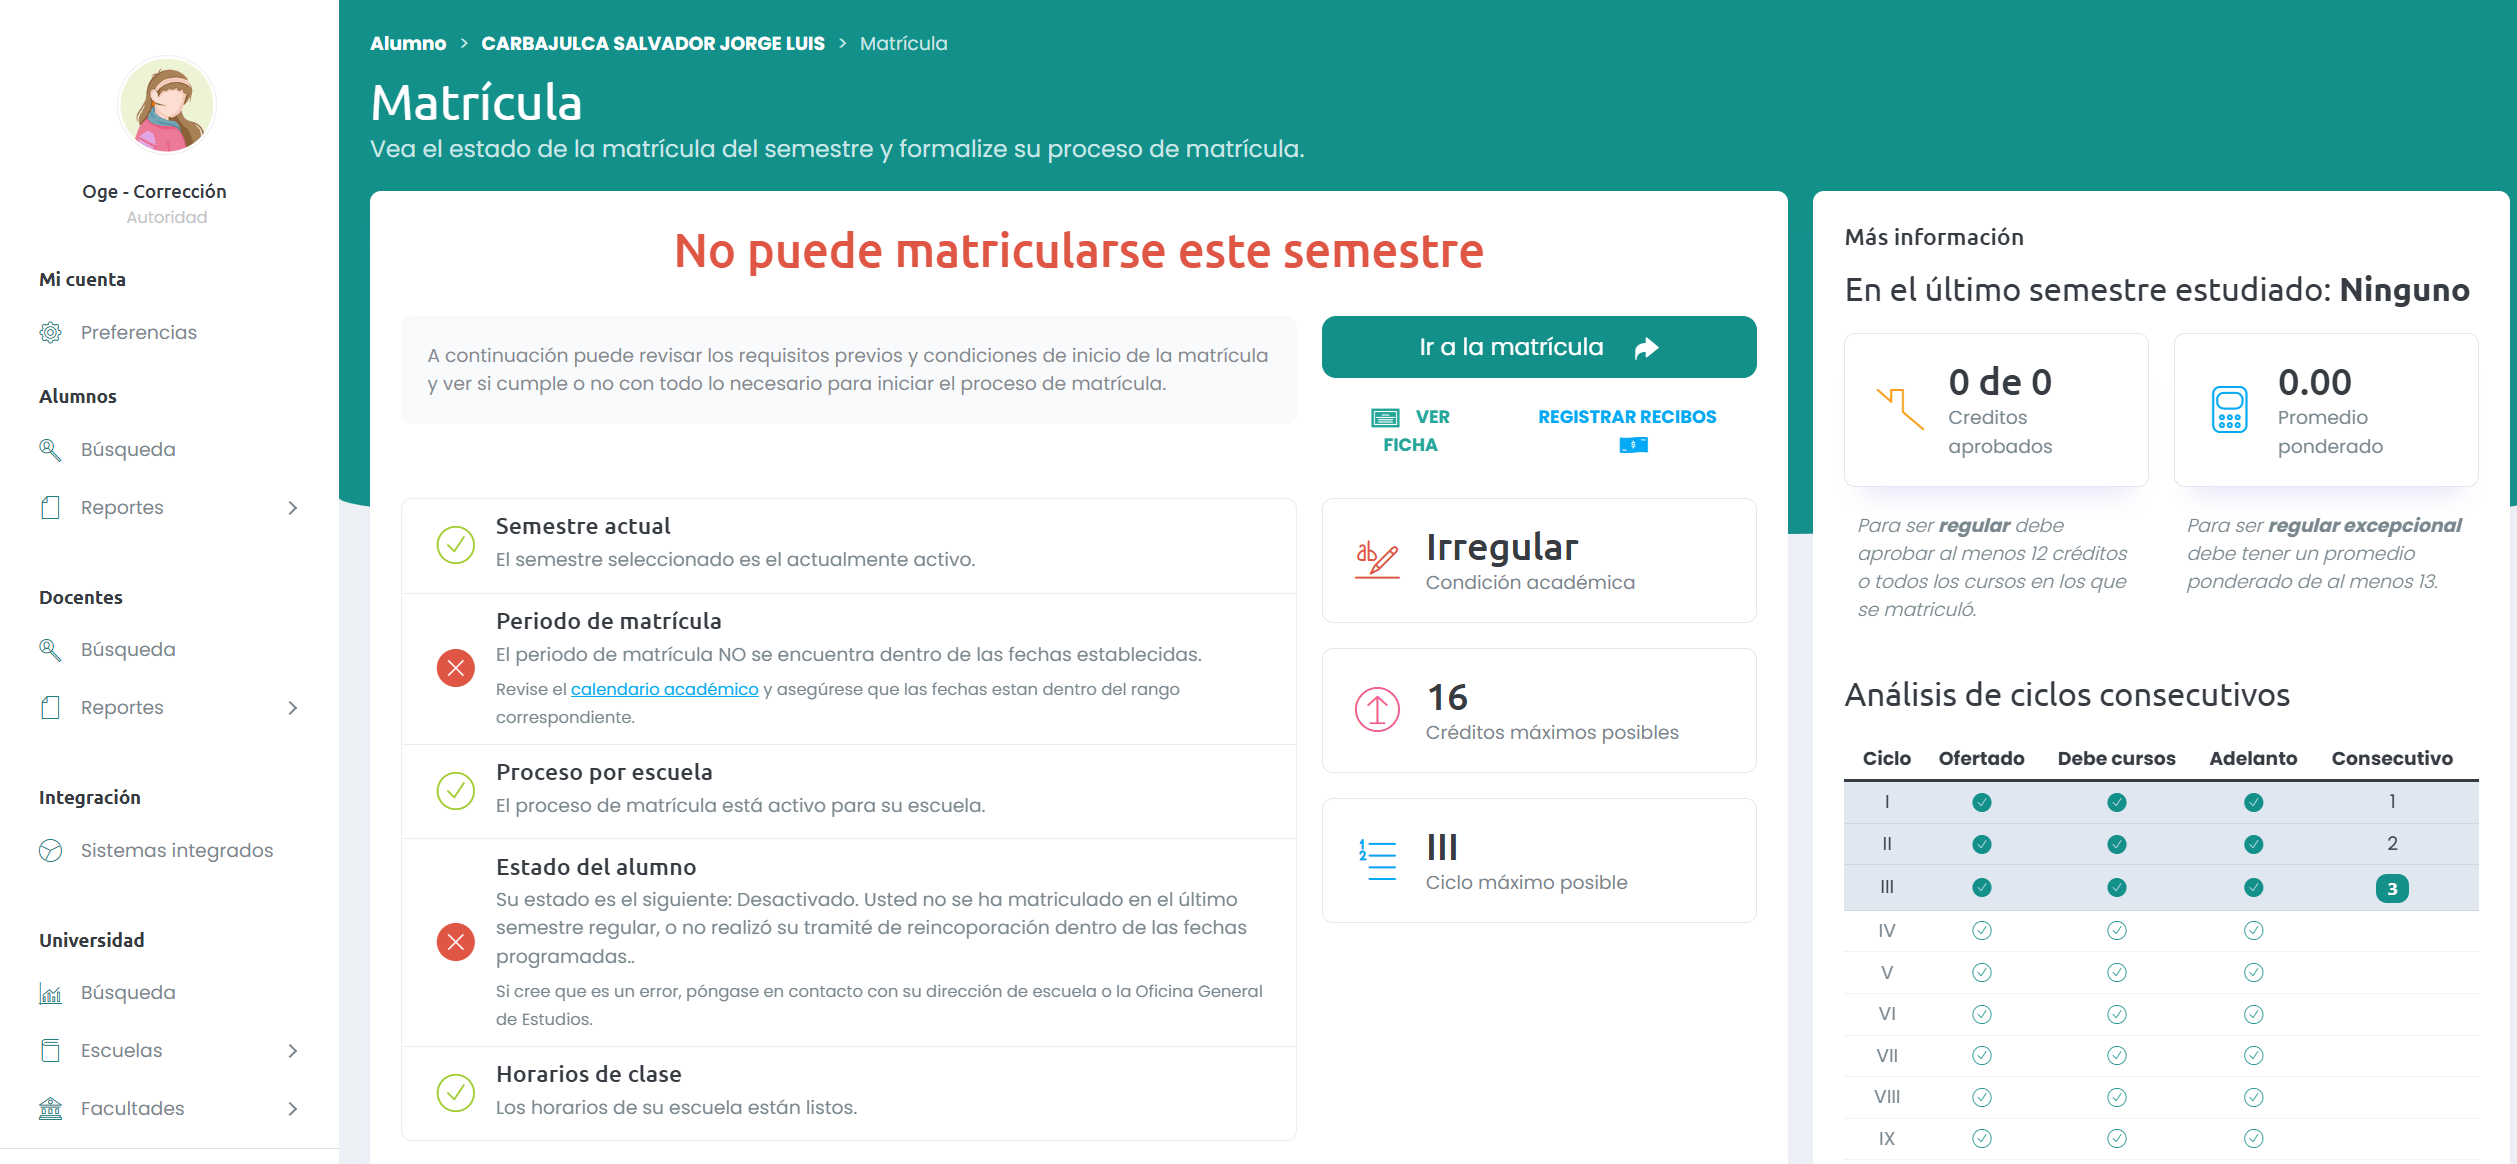 Oge - Corrección
Autoridad
Mi cuenta
Preferencias
Alumnos
Búsqueda
Reportes
Docentes
Búsqueda
Reportes
Integración
Sistemas integrados
Universidad
Búsqueda
Escuelas
Facultades
Alumno > CARBAJULCA SALVADOR JORGE LUIS > Matrícula
Matrícula
Vea el estado de la matrícula del semestre y formalize su proceso de matrícula.
No puede matricularse este semestre
A continuación puede revisar los requisitos previos y condiciones de inicio de la matrícula
y ver si cumple o no con todo lo necesario para iniciar el proceso de matrícula.
Ir a la matrícula
VER
FICHA
REGISTRAR RECIBOS
Semestre actual
El semestre seleccionado es el actualmente activo.
Periodo de matrícula
El periodo de matrícula NO se encuentra dentro de las fechas establecidas.
Revise el calendario académico y asegúrese que las fechas estan dentro del rango
correspondiente.
Proceso por escuela
El proceso de matrícula está activo para su escuela.
Estado del alumno
Su estado es el siguiente: Desactivado. Usted no se ha matriculado en el último
semestre regular, o no realizó su tramité de reincoporación dentro de las fechas
programadas..
Si cree que es un error, póngase en contacto con su dirección de escuela o la Oficina General
de Estudios.
Horarios de clase
Los horarios de su escuela están listos.
ab
Irregular
Condición académica
16
Créditos máximos posibles
1
2
III
Ciclo máximo posible
Más información
En el último semestre estudiado: Ninguno
0 de 0
Creditos
aprobados
0.00
Promedio
ponderado
Para ser regular debe
aprobar al menos 12 créditos
o todos los cursos en los que
se matriculó.
Para ser regular excepcional
debe tener un promedio
ponderado de al menos 13.
Análisis de ciclos consecutivos
Ciclo Ofertado Debe cursos Adelanto Consecutivo
I 1
II 2
III 3
IV
V
VI
VII
VIII
IX